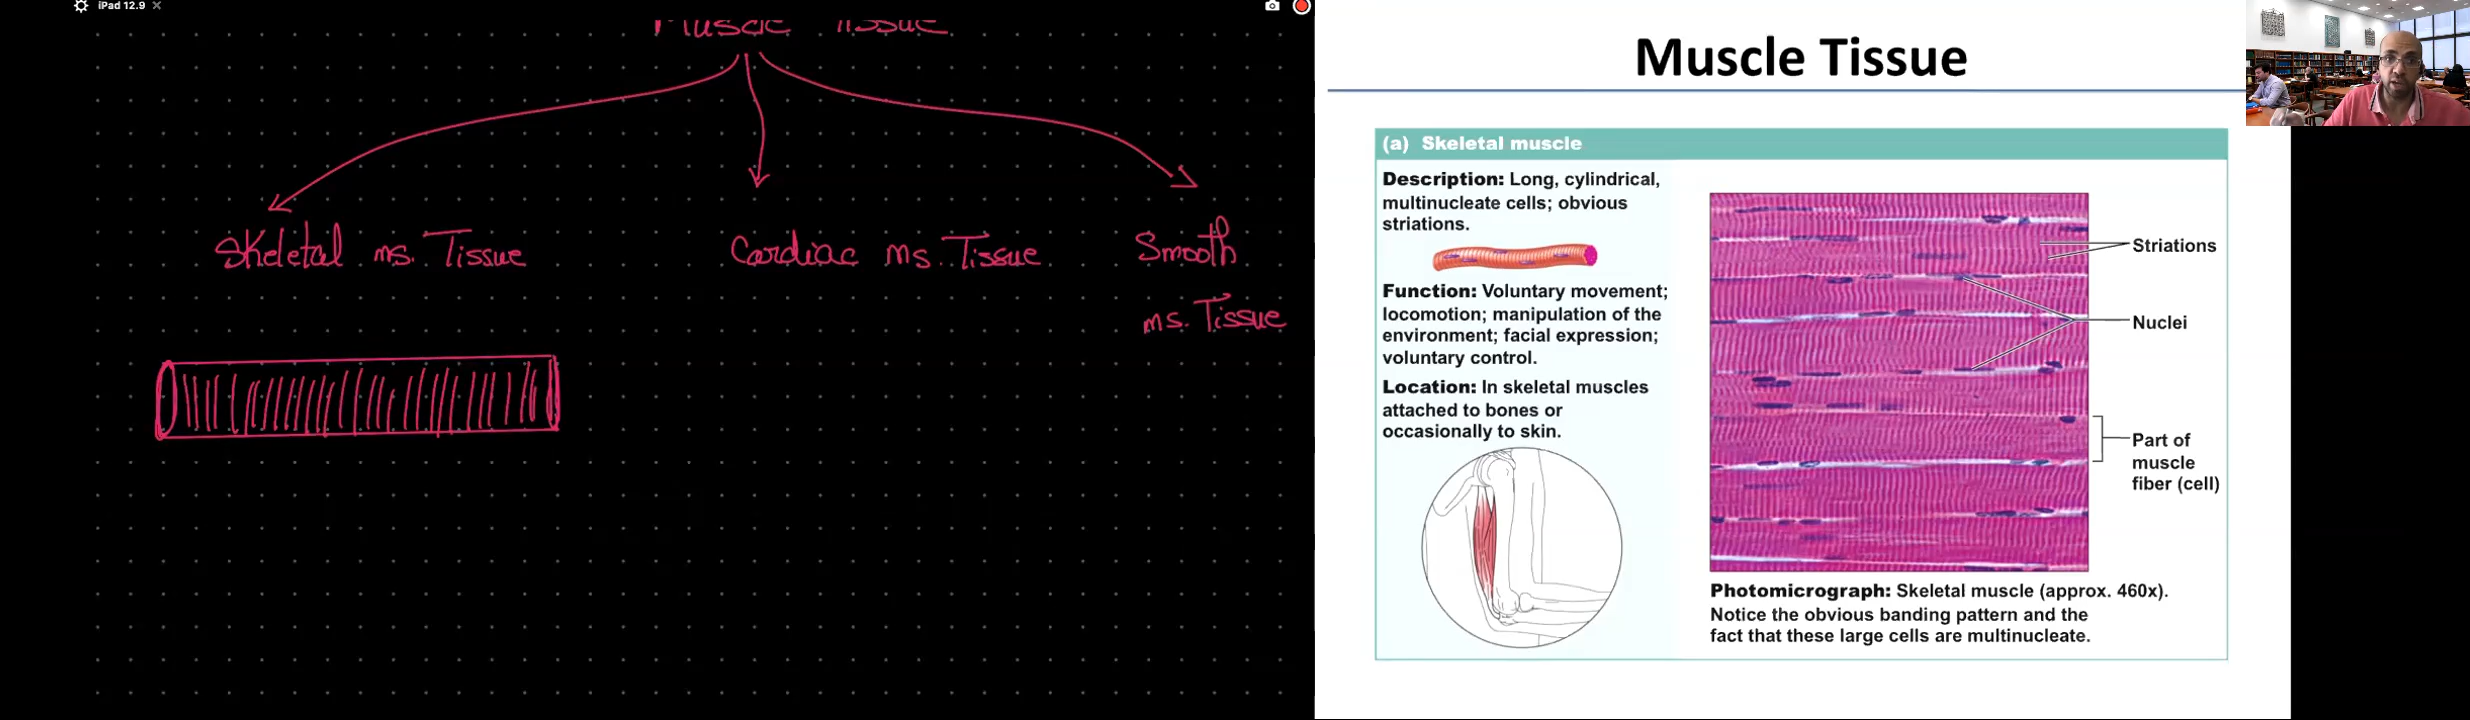 iPad 12.9
Muscle Tissue
Skeletal ms. Tissue
Cardiac ms. Tissue
Smooth
ms. Tissue
Muscle Tissue
(a) Skeletal muscle
Description: Long, cylindrical,
multinucleate cells; obvious
striations.
Function: Voluntary movement;
locomotion; manipulation of the
environment; facial expression;
voluntary control.
Location: In skeletal muscles
attached to bones or
occasionally to skin.
Striations
Nuclei
Part of
muscle
fiber (cell)
Photomicrograph: Skeletal muscle (approx. 460x).
Notice the obvious banding pattern and the
fact that these large cells are multinucleate.